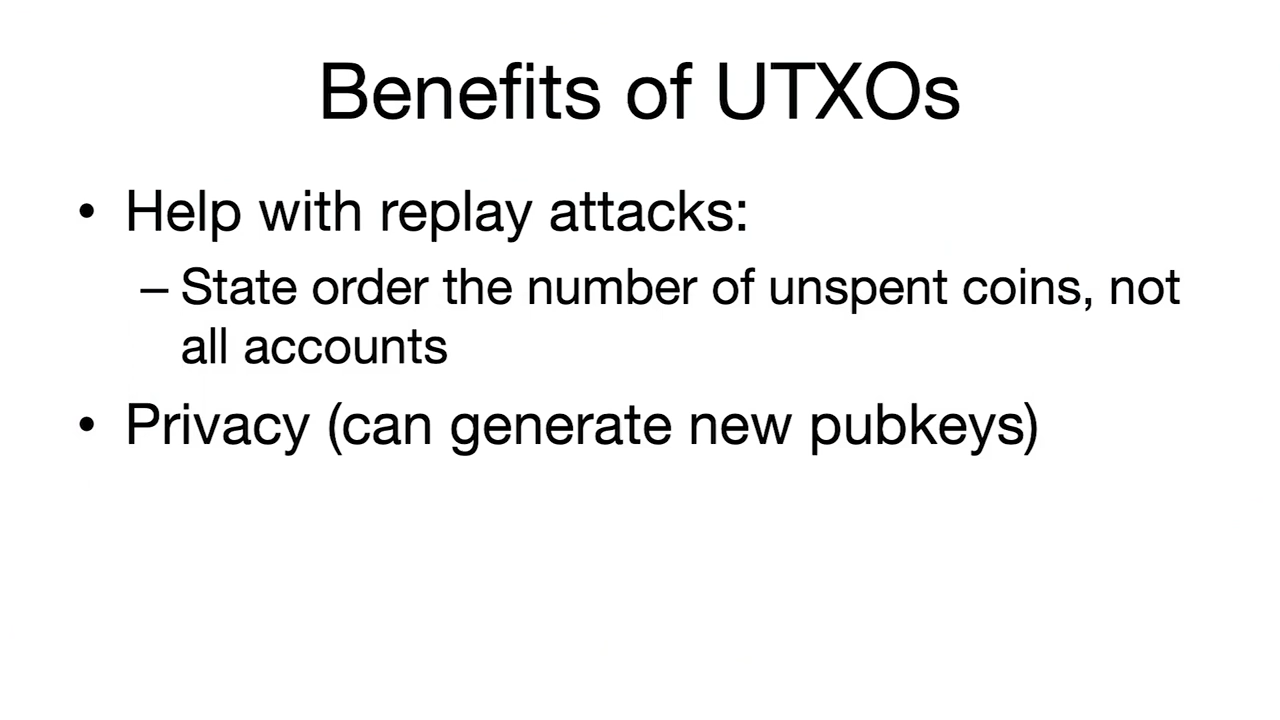 Benefits of UTXOs
• Help with replay attacks:
– State order the number of unspent coins, not
all accounts
• Privacy (can generate new pubkeys)